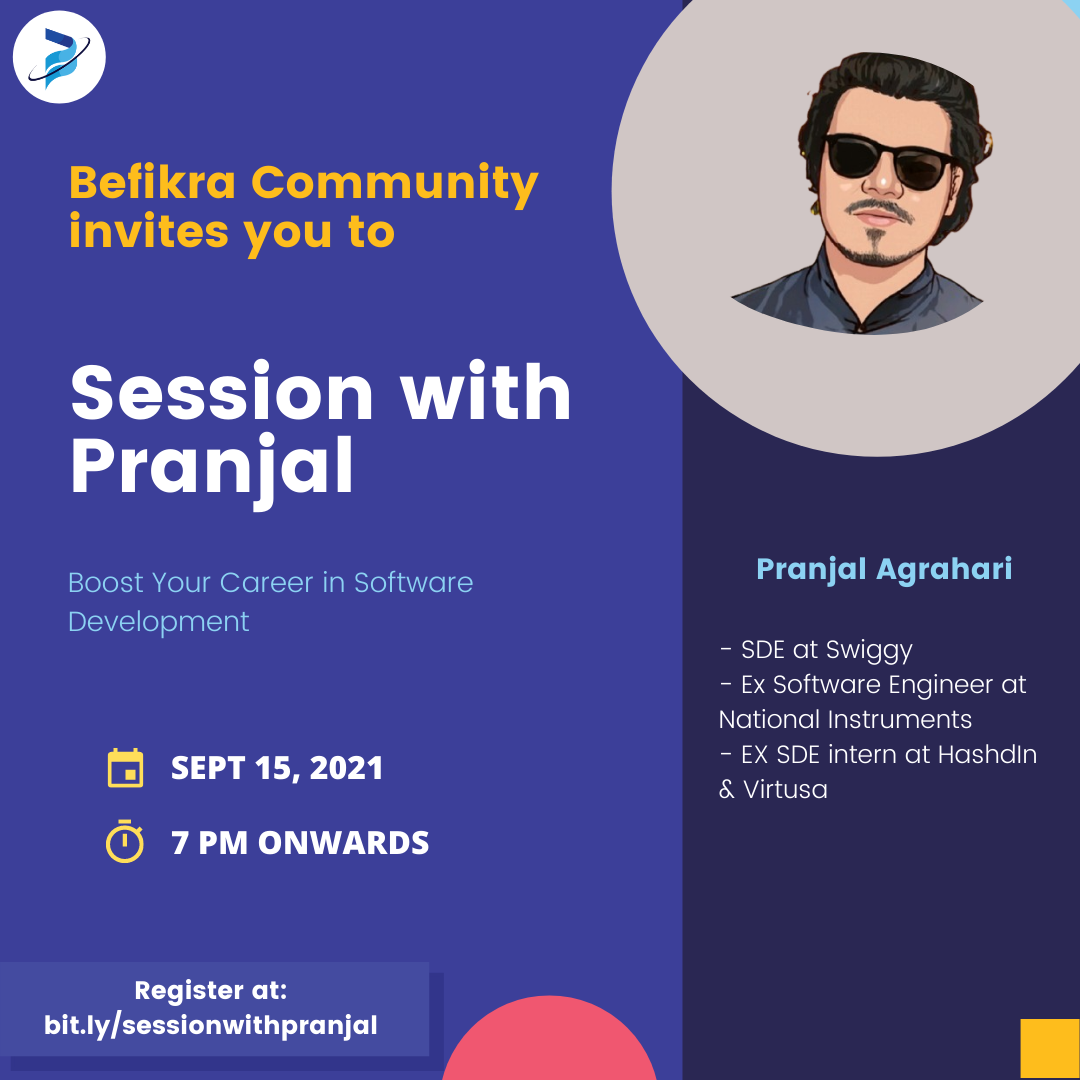 Befikra Community
invites you to
Session with
Pranjal
Boost Your Career in Software
Development
SEPT 15, 2021
7 PM ONWARDS
Register at:
bit.ly/sessionwithpranjal
Pranjal Agrahari
- SDE at Swiggy
- Ex Software Engineer at
National Instruments
- EX SDE intern at HashdIn
& Virtusa